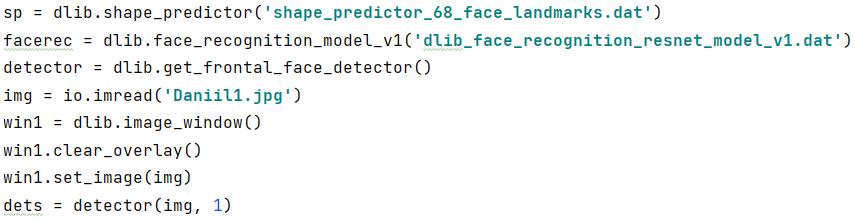 sp = dlib.shape_predictor('shape_predictor_68_face_landmarks.dat')
facerec = dlib.face_recognition_model_v1('dlib_face_recognition_resnet_model_v1.dat')
detector = dlib.get_frontal_face_detector()
img = io.imread('Daniil1.jpg')
win1 = dlib.image_window()
win1.clear_overlay()
win1.set_image(img)
dets = detector(img, 1)